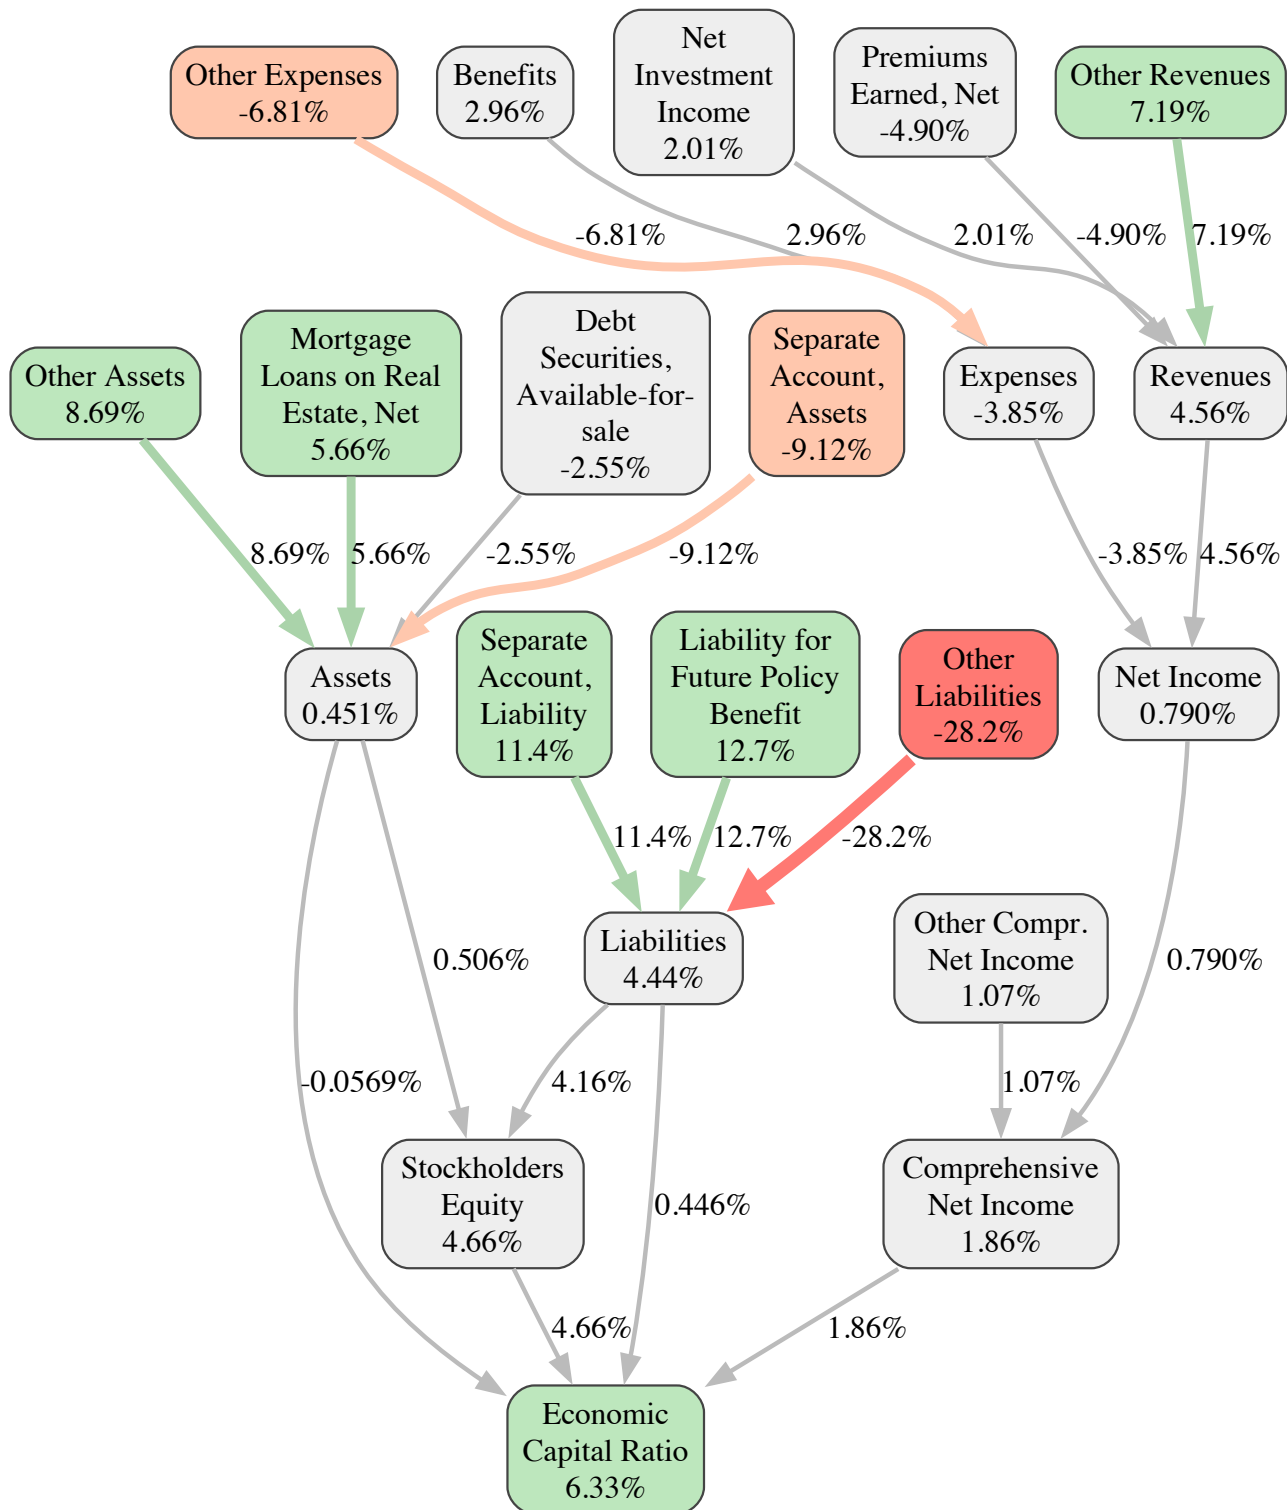 Other Expenses
-6.81%
Benefits
2.96%
Net
Investment
Income
2.01%
Premiums
Earned, Net
-4.90%
Other Revenues
7.19%
-6.81%
2.96%
2.01%
-4.90%
7.19%
Other Assets
8.69%
Mortgage
Loans on Real
Estate, Net
5.66%
Debt
Securities,
Available-for-
sale
-2.55%
Separate
Account,
Assets
-9.12%
Expenses
-3.85%
Revenues
4.56%
8.69%
5.66%
-2.55%
-9.12%
-3.85%
4.56%
Assets
0.451%
Separate
Account,
Liability
11.4%
Liability for
Future Policy
Benefit
12.7%
Other
Liabilities
-28.2%
Net Income
0.790%
11.4%
12.7%
-28.2%
0.506%
Liabilities
4.44%
Other Compr.
Net Income
1.07%
0.790%
-0.0569%
4.16%
1.07%
Stockholders
Equity
4.66%
0.446%
Comprehensive
Net Income
1.86%
4.66%
1.86%
Economic
Capital Ratio
6.33%